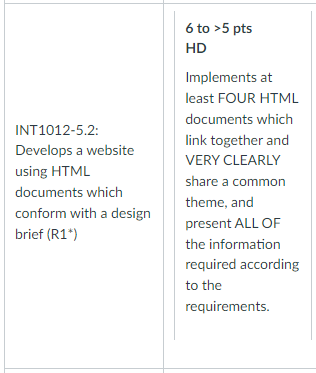 INT1012-5.2:
Develops a website
using HTML
documents which
conform with a design
brief (R1*)
6 to >5 pts
HD
Implements at
least FOUR HTML
documents which
link together and
VERY CLEARLY
share a common
theme, and
present ALL OF
the information
required according
to the
requirements.